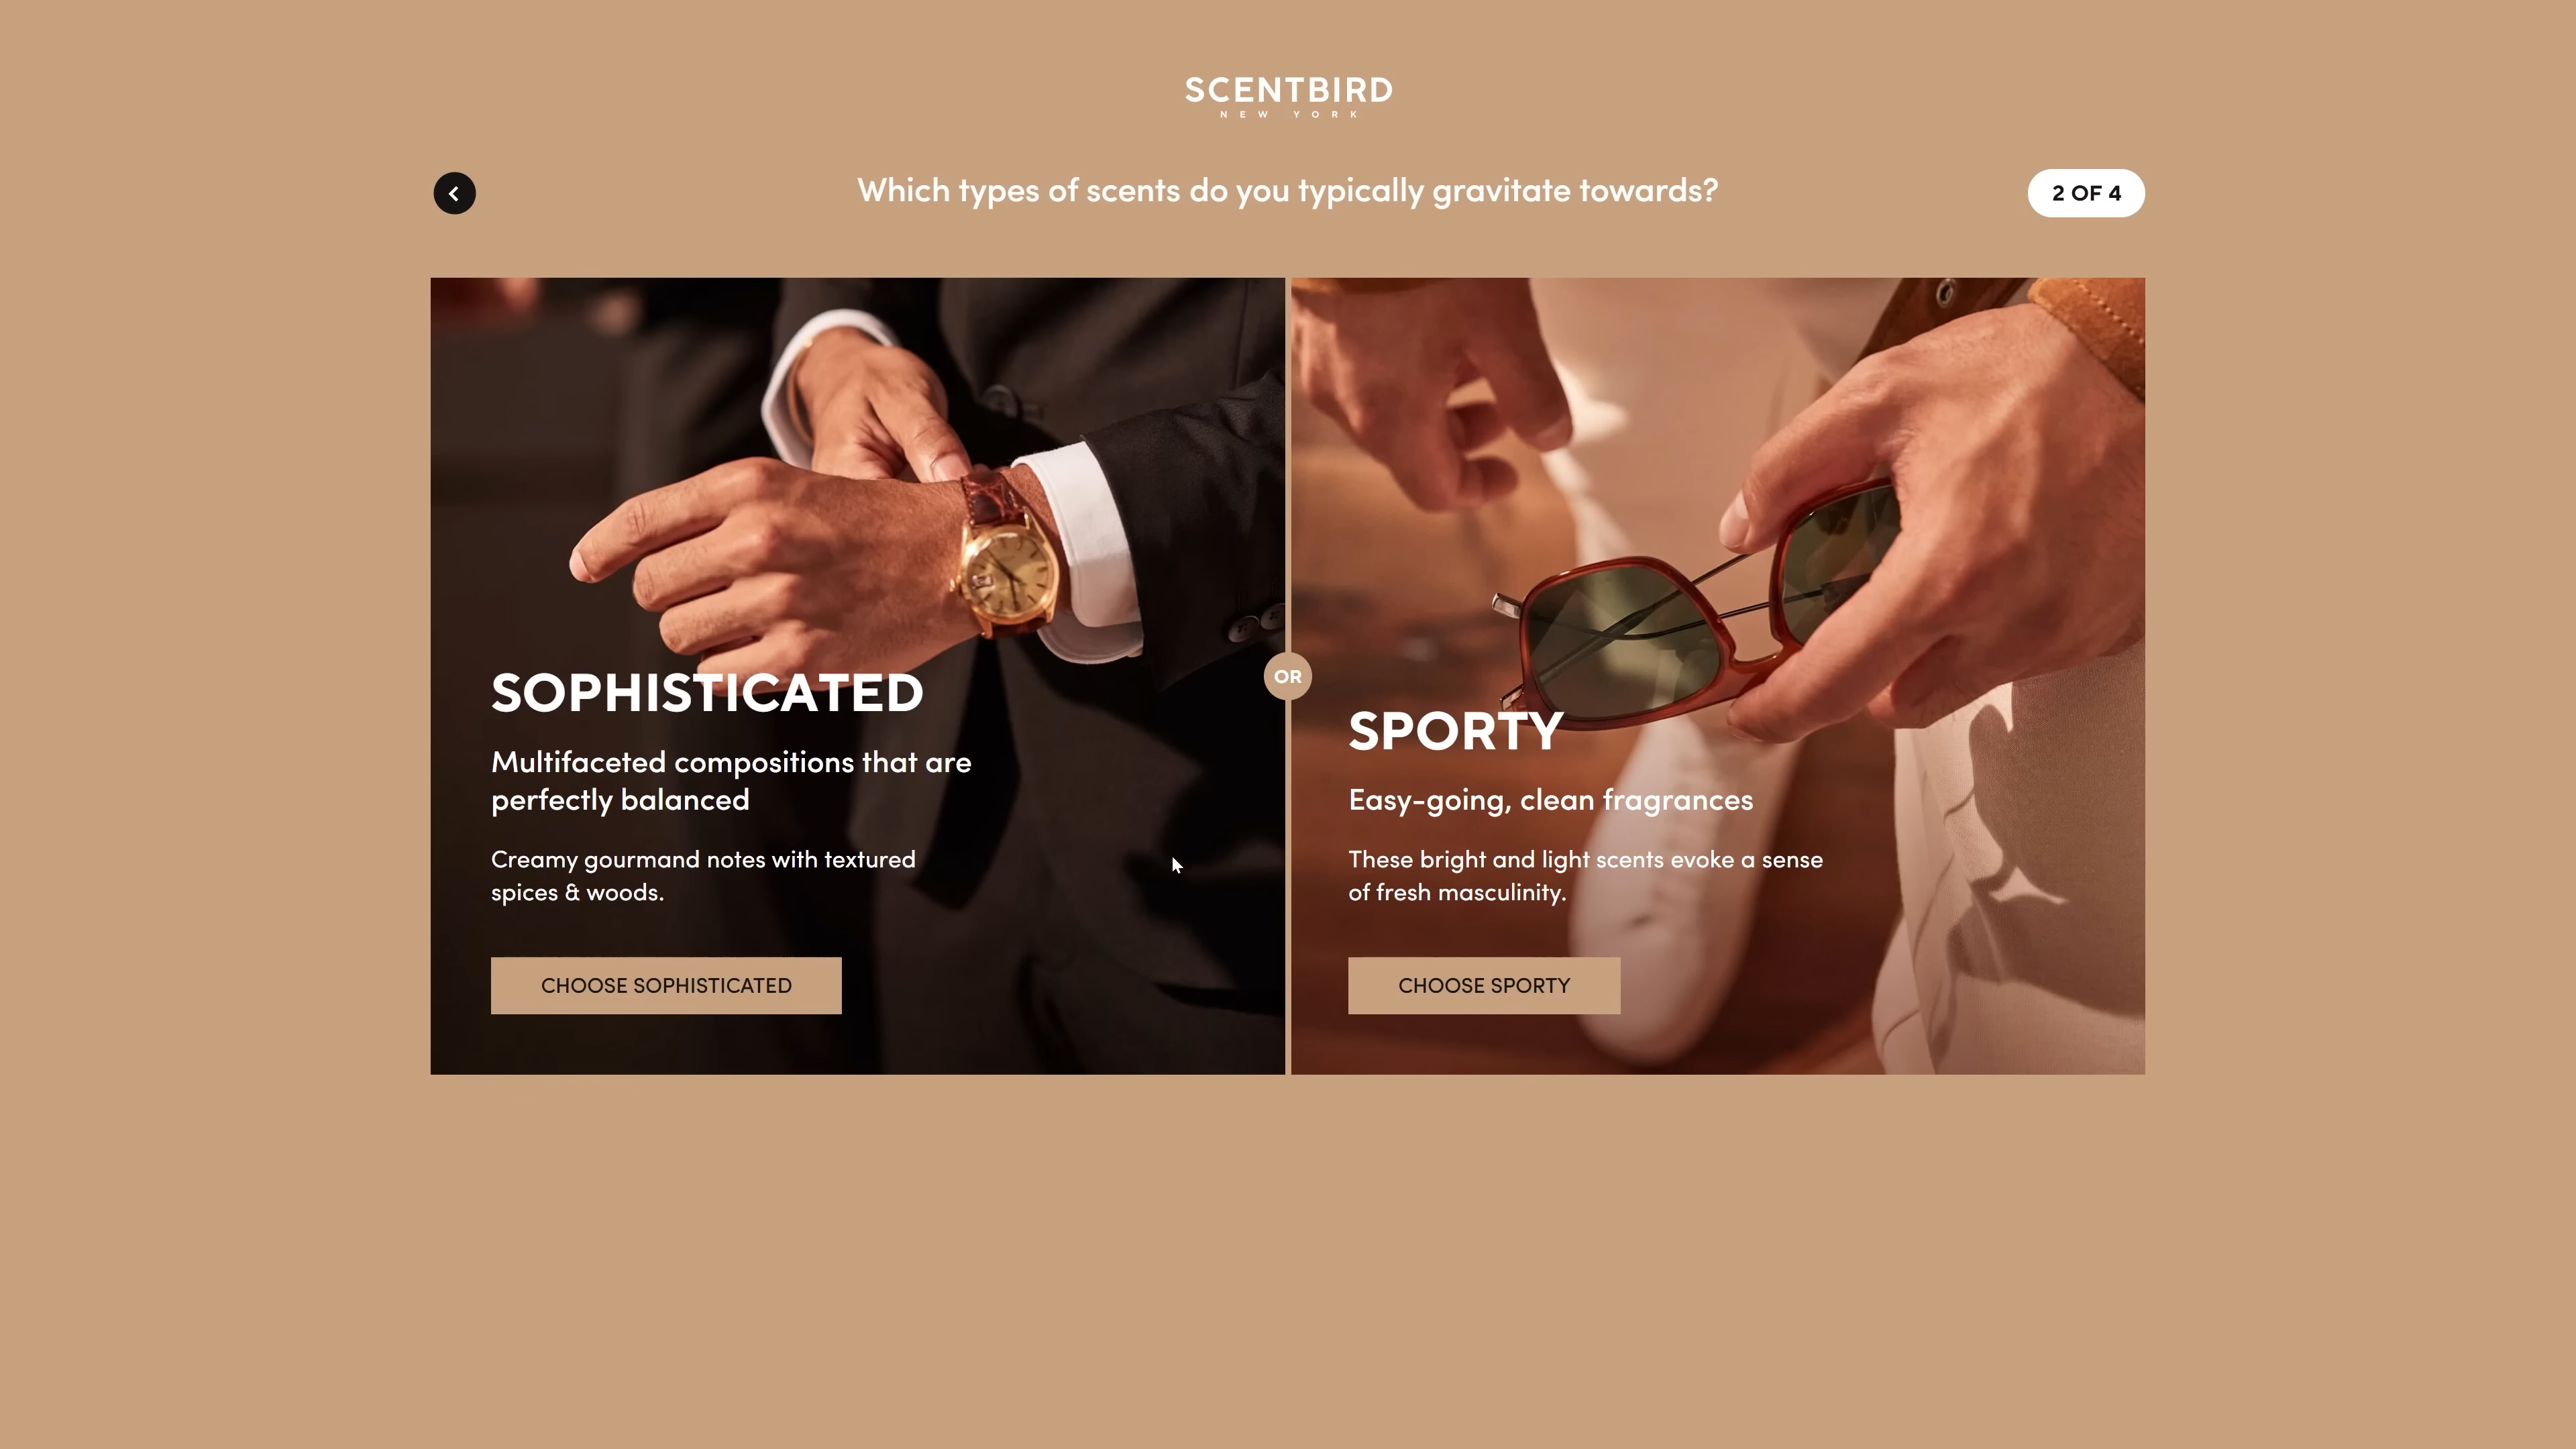 SCENTBIRD
NEW YORK
Which types of scents do you typically gravitate towards?
2 OF 4
SOPHISTICATED
Multifaceted compositions that are
perfectly balanced
Creamy gourmand notes with textured
spices & woods.
CHOOSE SOPHISTICATED
OR
SPORTY
Easy-going, clean fragrances
These bright and light scents evoke a sense
of fresh masculinity.
CHOOSE SPORTY